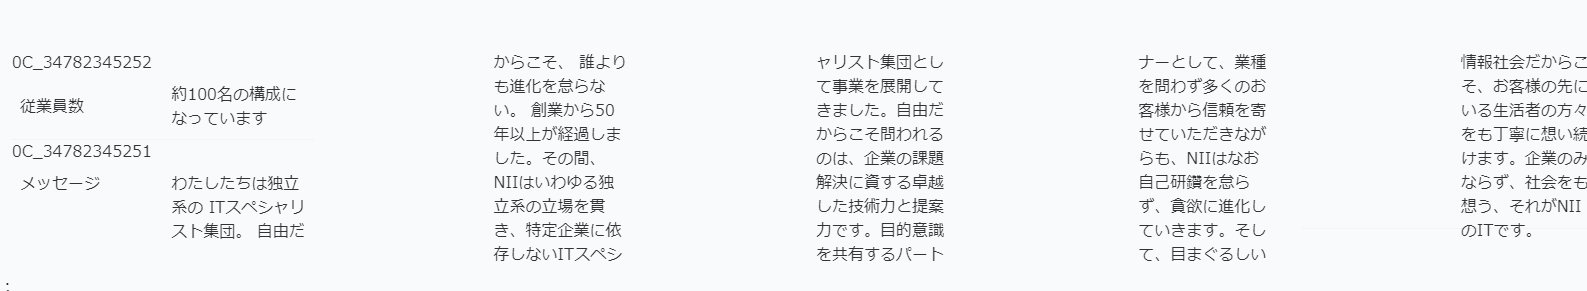 0C_34782345252
従業員数
約100名の構成に
なっています
0C_34782345251
メッセージ
わたしたちは独立
系の ITスペシャリ
スト集団。 自由だ
からこそ、 誰より
も進化を怠らな
い。 創業から50
年以上が経過しま
した。その間、
NIIはいわゆる独
立系の立場を貫
き、特定企業に依
存しないITスペシ
ャリスト集団とし
て事業を展開して
きました。自由だ
からこそ問われる
のは、企業の課題
解決に資する卓越
した技術力と提案
力です。目的意識
を共有するパート
ナーとして、業種
を問わず多くのお
客様から信頼を寄
せていただきなが
らも、NIIはなお
自己研鑽を怠ら
ず、貪欲に進化し
ていきます。そし
て、目まぐるしい
情報社会だからこ
そ、お客様の先に
いる生活者の方々
をも丁寧に想い続
けます。企業のみ
ならず、社会をも
想う、それがNII
のITです。
: